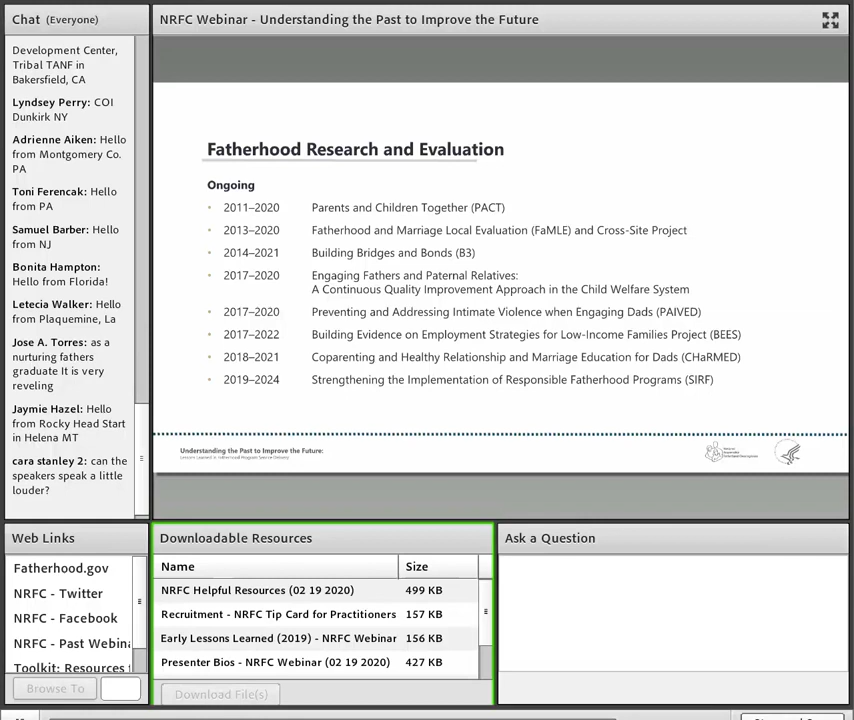 Chat (Everyone)
Development Center,
Tribal TANF in
Bakersfield, CA
Lyndsey Perry: COI
Dunkirk NY
Adrienne Aiken: Hello
from Montgomery Co.
PA
Toni Ferencak: Hello
from PA
Samuel Barber: Hello
from NJ
Bonita Hampton:
Hello from Florida!
Letecia Walker: Hello
from Plaquemine, La
Jose A. Torres: as a
nurturing fathers
graduate It is very
reveling
Jaymie Hazel: Hello
from Rocky Head Start
in Helena MT
cara stanley 2: can the
speakers speak a little
louder?
NRFC Webinar - Understanding the Past to Improve the Future
Fatherhood Research and Evaluation
Ongoing
• 2011–2020 Parents and Children Together (PACT)
• 2013–2020 Fatherhood and Marriage Local Evaluation (FaMLE) and Cross-Site Project
• 2014–2021 Building Bridges and Bonds (B3)
• 2017–2020 Engaging Fathers and Paternal Relatives:
A Continuous Quality Improvement Approach in the Child Welfare System
• 2017–2020 Preventing and Addressing Intimate Violence when Engaging Dads (PAIVED)
• 2017–2022 Building Evidence on Employment Strategies for Low-Income Families Project (BEES)
• 2018–2021 Coparenting and Healthy Relationship and Marriage Education for Dads (CHaRMED)
• 2019–2024 Strengthening the Implementation of Responsible Fatherhood Programs (SIRF)
Understanding the Past to Improve the Future:
Lessons Learned in Fatherhood Program Service Delivery
Web Links
Fatherhood.gov
NRFC - Twitter
NRFC - Facebook
NRFC - Past Webina
Toolkit: Resources f
Browse To
Downloadable Resources
Name Size
NRFC Helpful Resources (02 19 2020) 499 KB
Recruitment - NRFC Tip Card for Practitioners 157 KB
Early Lessons Learned (2019) - NRFC Webinar 156 KB
Presenter Bios - NRFC Webinar (02 19 2020) 427 KB
Download File(s)
Ask a Question